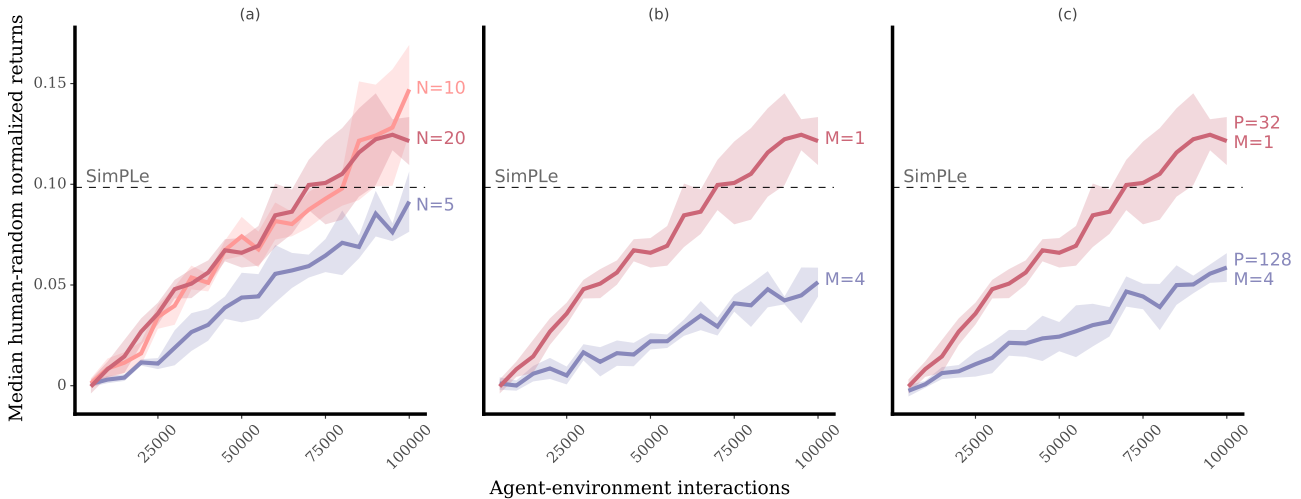 (a)
(b)
(c)
Median human-random normalized returns
0.15
0.10
0.05
0
SimPLe
N=10
N=20
N=5
25000
50000
75000
100000
SimPLe
M=1
M=4
25000
50000
75000
100000
SimPLe
P=32
M=1
P=128
M=4
25000
50000
75000
100000
Agent-environment interactions